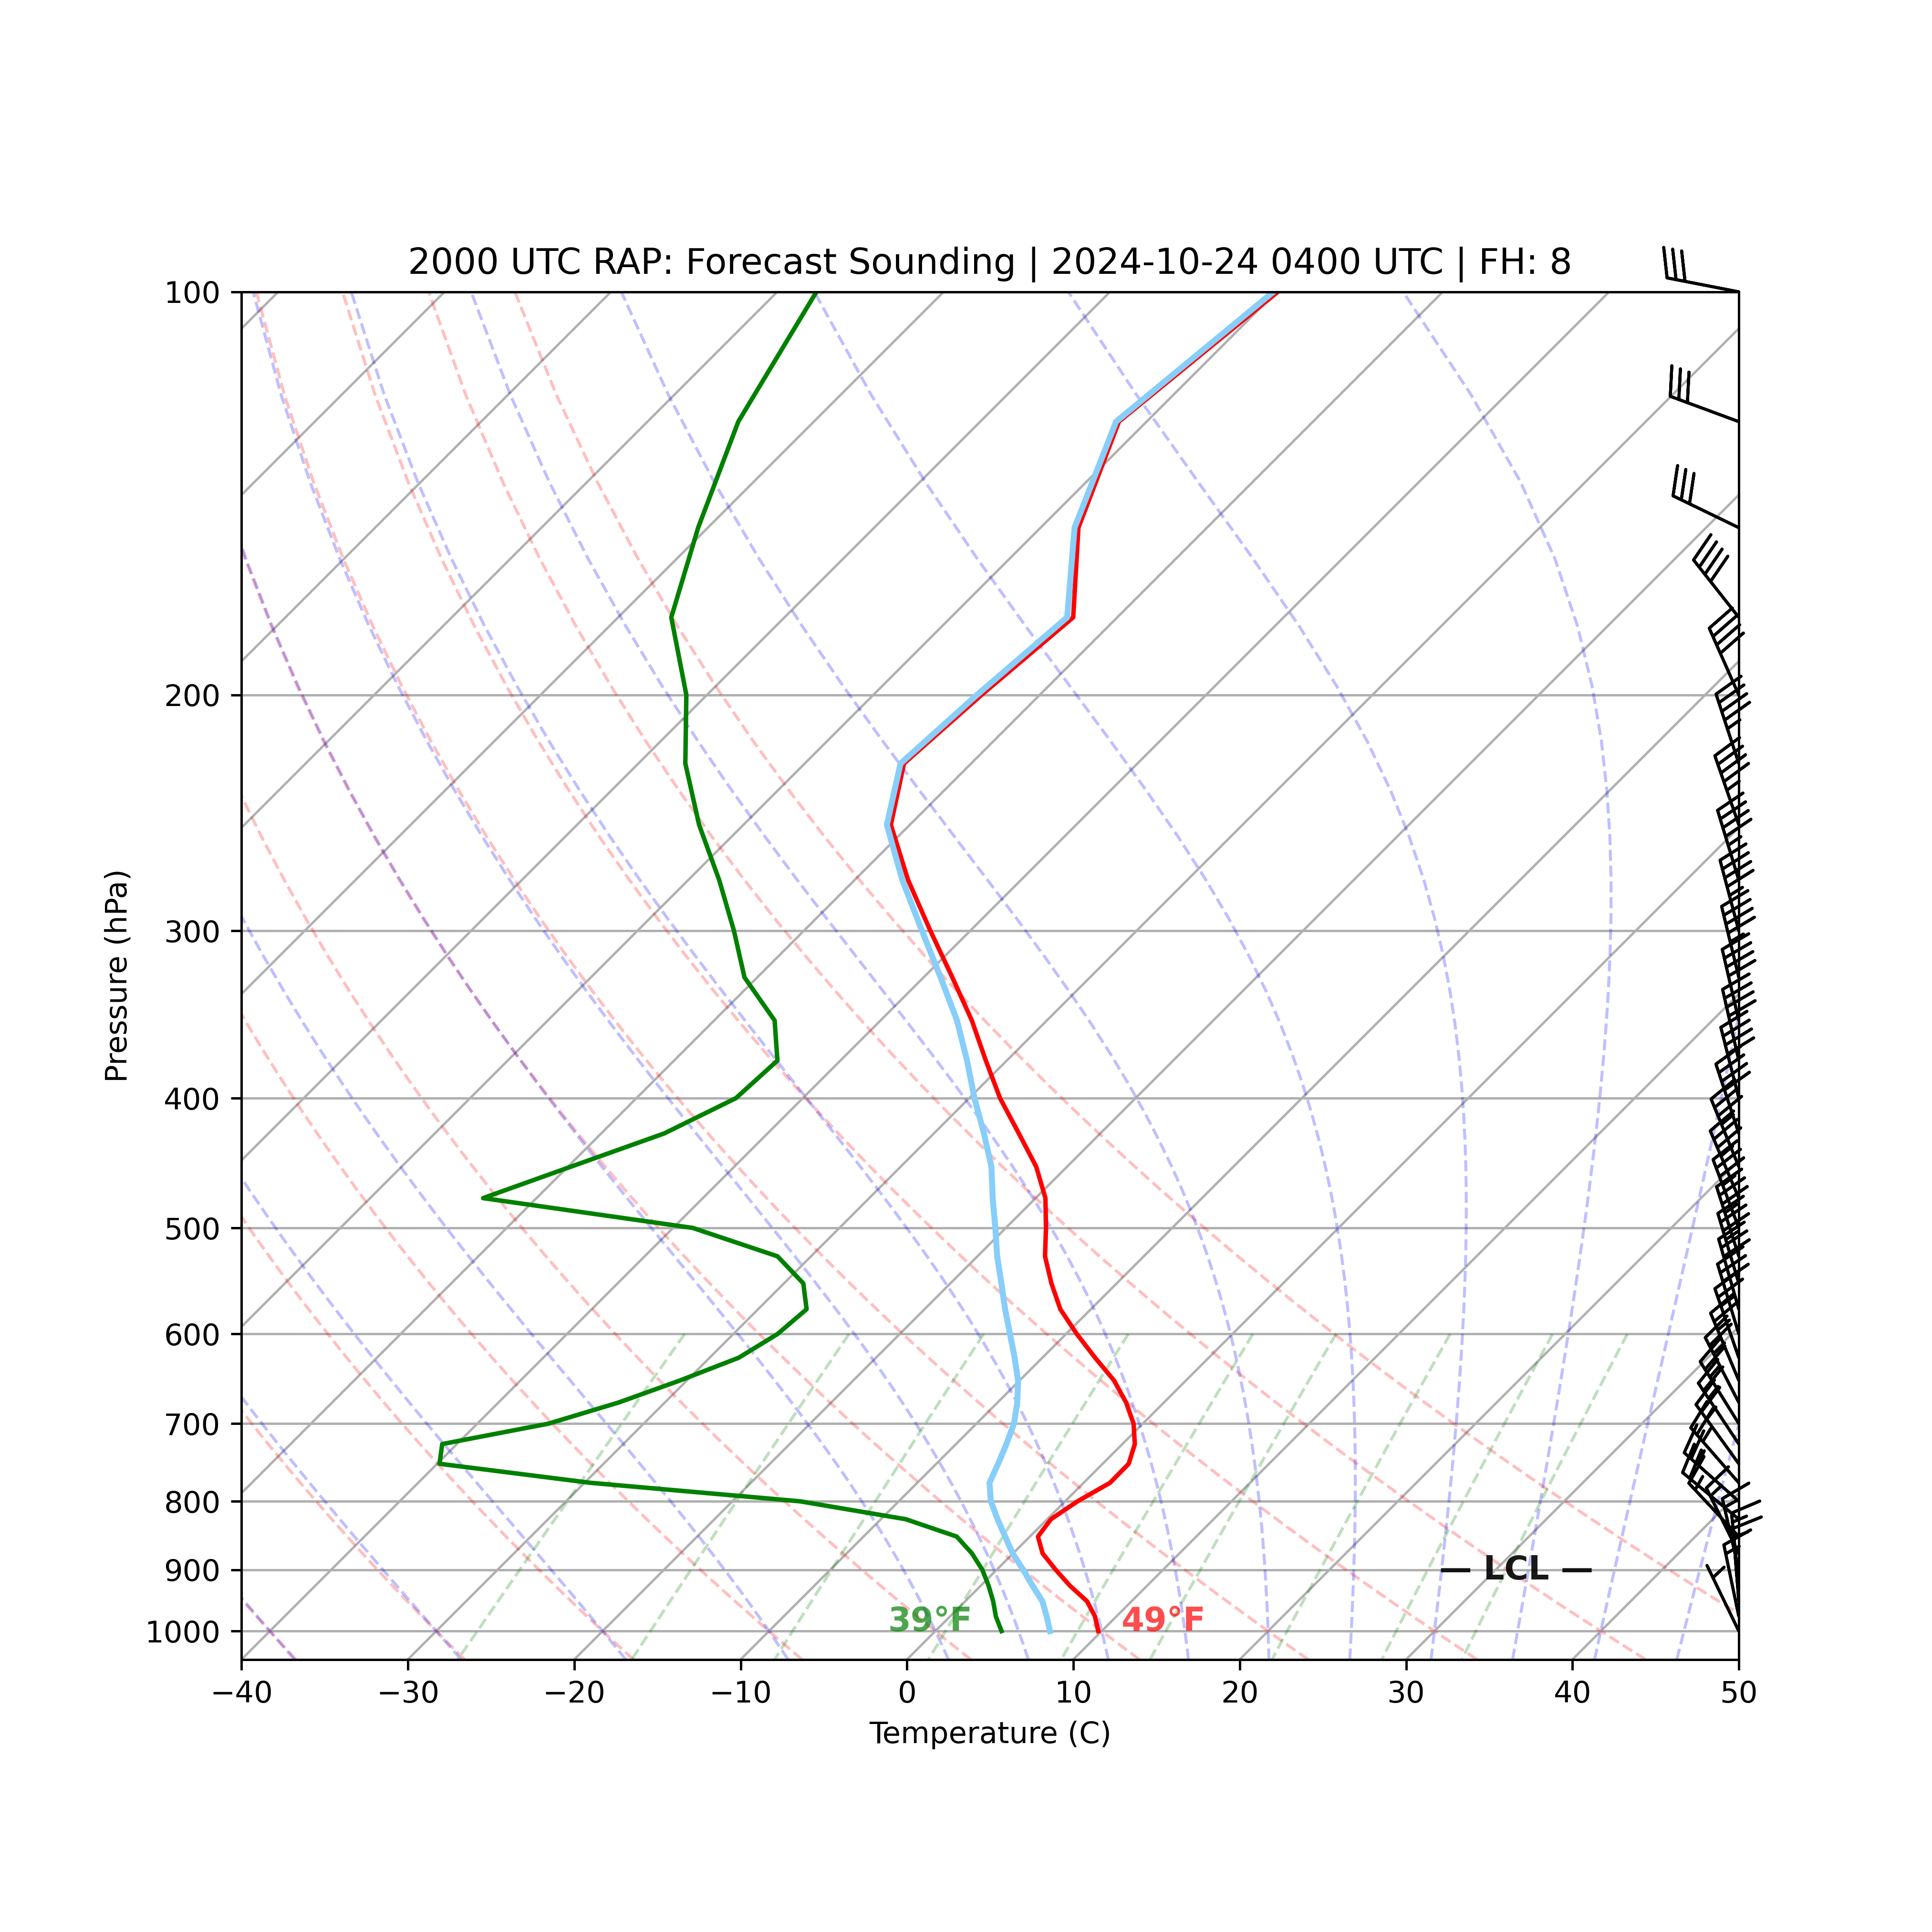 2000 UTC RAP: Forecast Sounding | 2024-10-24 0400 UTC | FH: 8
100
200
300
400
500
600
700
800
900
1000
Pressure (hPa)
— LCL —
39°F
49°F
−40 −30 −20 −10 0 10 20 30 40 50
Temperature (C)